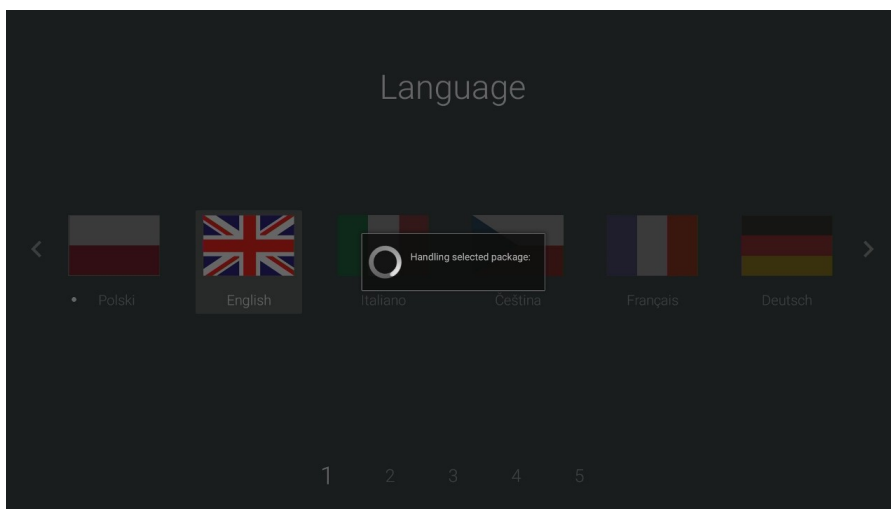 Language
Handling selected package:
Polski
English
Italiano
Čeština
Français
Deutsch
1 2 3 4 5